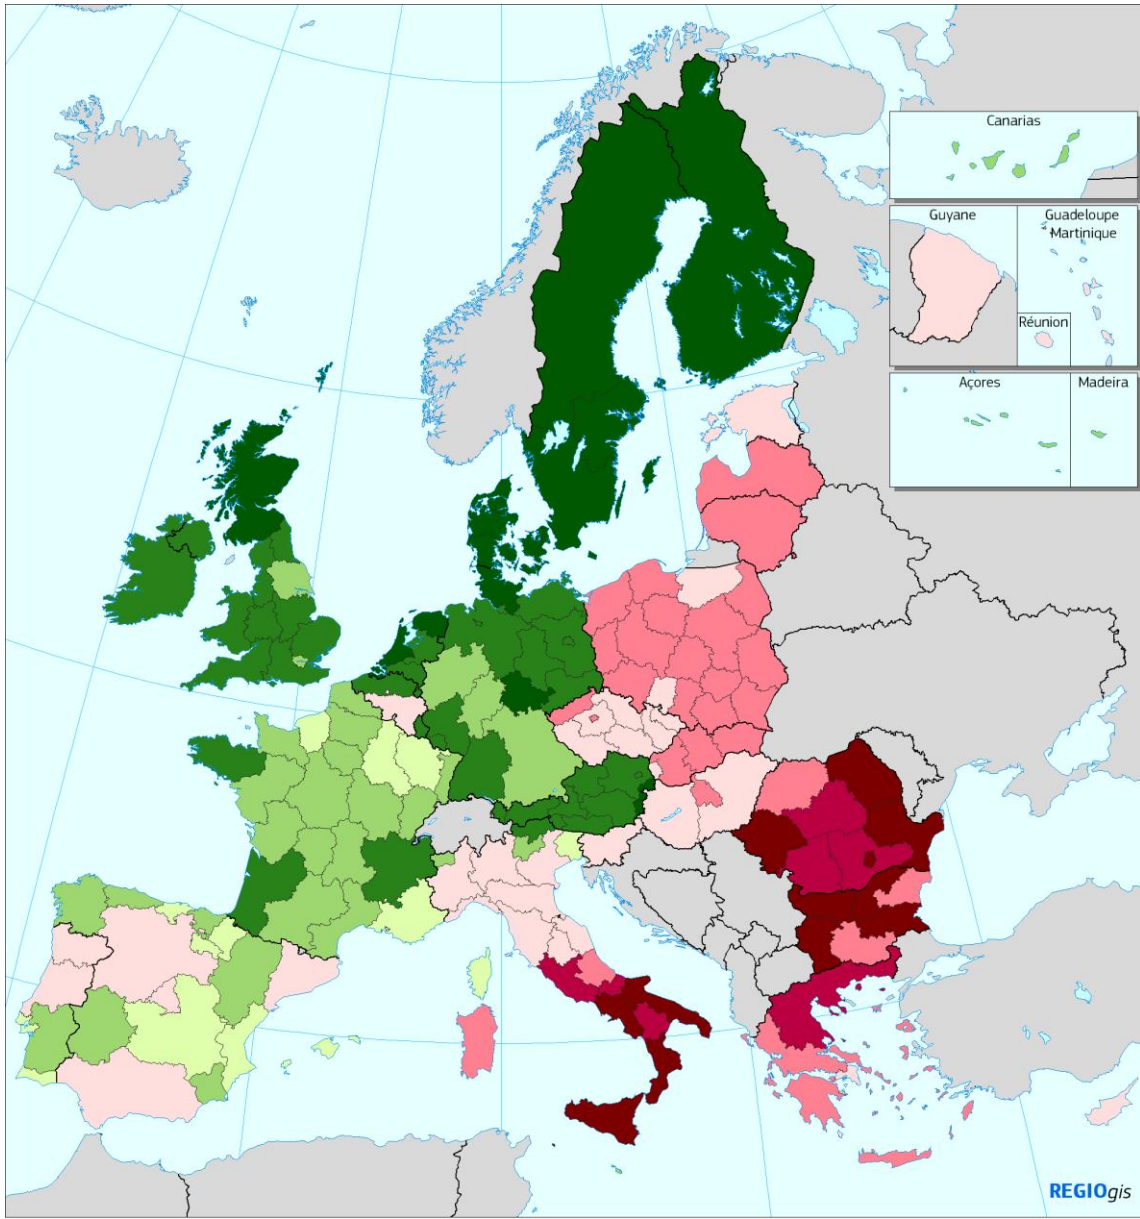 Canarias
Guyane
Guadeloupe
Martinique
Réunion
Açores
Madeira
REGIOgis